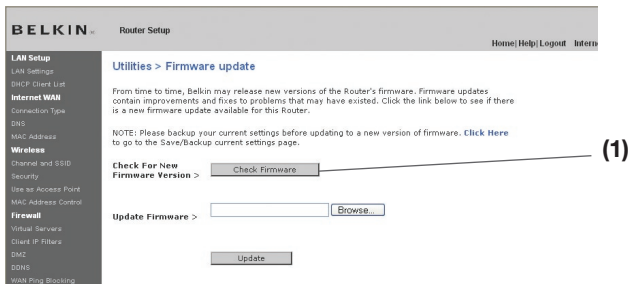 BELKIN®
Router Setup
Home|Help|Logout Intern
LAN Setup
LAN Settings
DHCP Client List
Internet WAN
Connection Type
DNS
MAC Address
Wireless
Channel and SSID
Security
Use as Access Point
MAC Address Control
Firewall
Virtual Servers
Client IP Filters
DMZ
DDNS
WAN Ping Blocking
Utilities > Firmware update
From time to time, Belkin may release new versions of the Router's firmware. Firmware updates
contain improvements and fixes to problems that may have existed. Click the link below to see if there
is a new firmware update available for this Router.
NOTE: Please backup your current settings before updating to a new version of firmware. Click Here
to go to the Save/Backup current settings page.
Check For New
Firmware Version >
Check Firmware
(1)
Update Firmware >
Browse...
Update